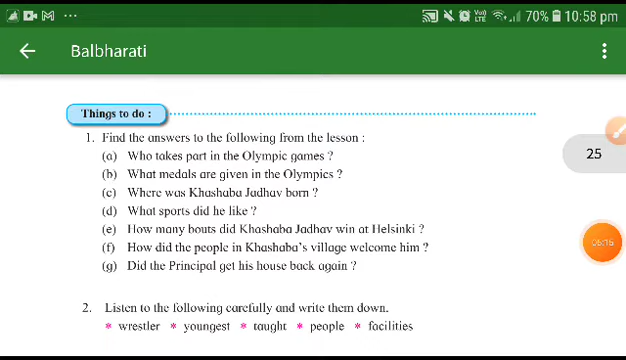 70% 10:58 pm
Balbharati
Things to do :
1. Find the answers to the following from the lesson :
(a) Who takes part in the Olympic games ?
(b) What medals are given in the Olympics ?
(c) Where was Khashaba Jadhav born ?
(d) What sports did he like ?
(e) How many bouts did Khashaba Jadhav win at Helsinki ?
(f) How did the people in Khashaba's village welcome him ?
(g) Did the Principal get his house back again ?
25
06:16
2. Listen to the following carefully and write them down.
* wrestler * youngest * taught * people * facilities